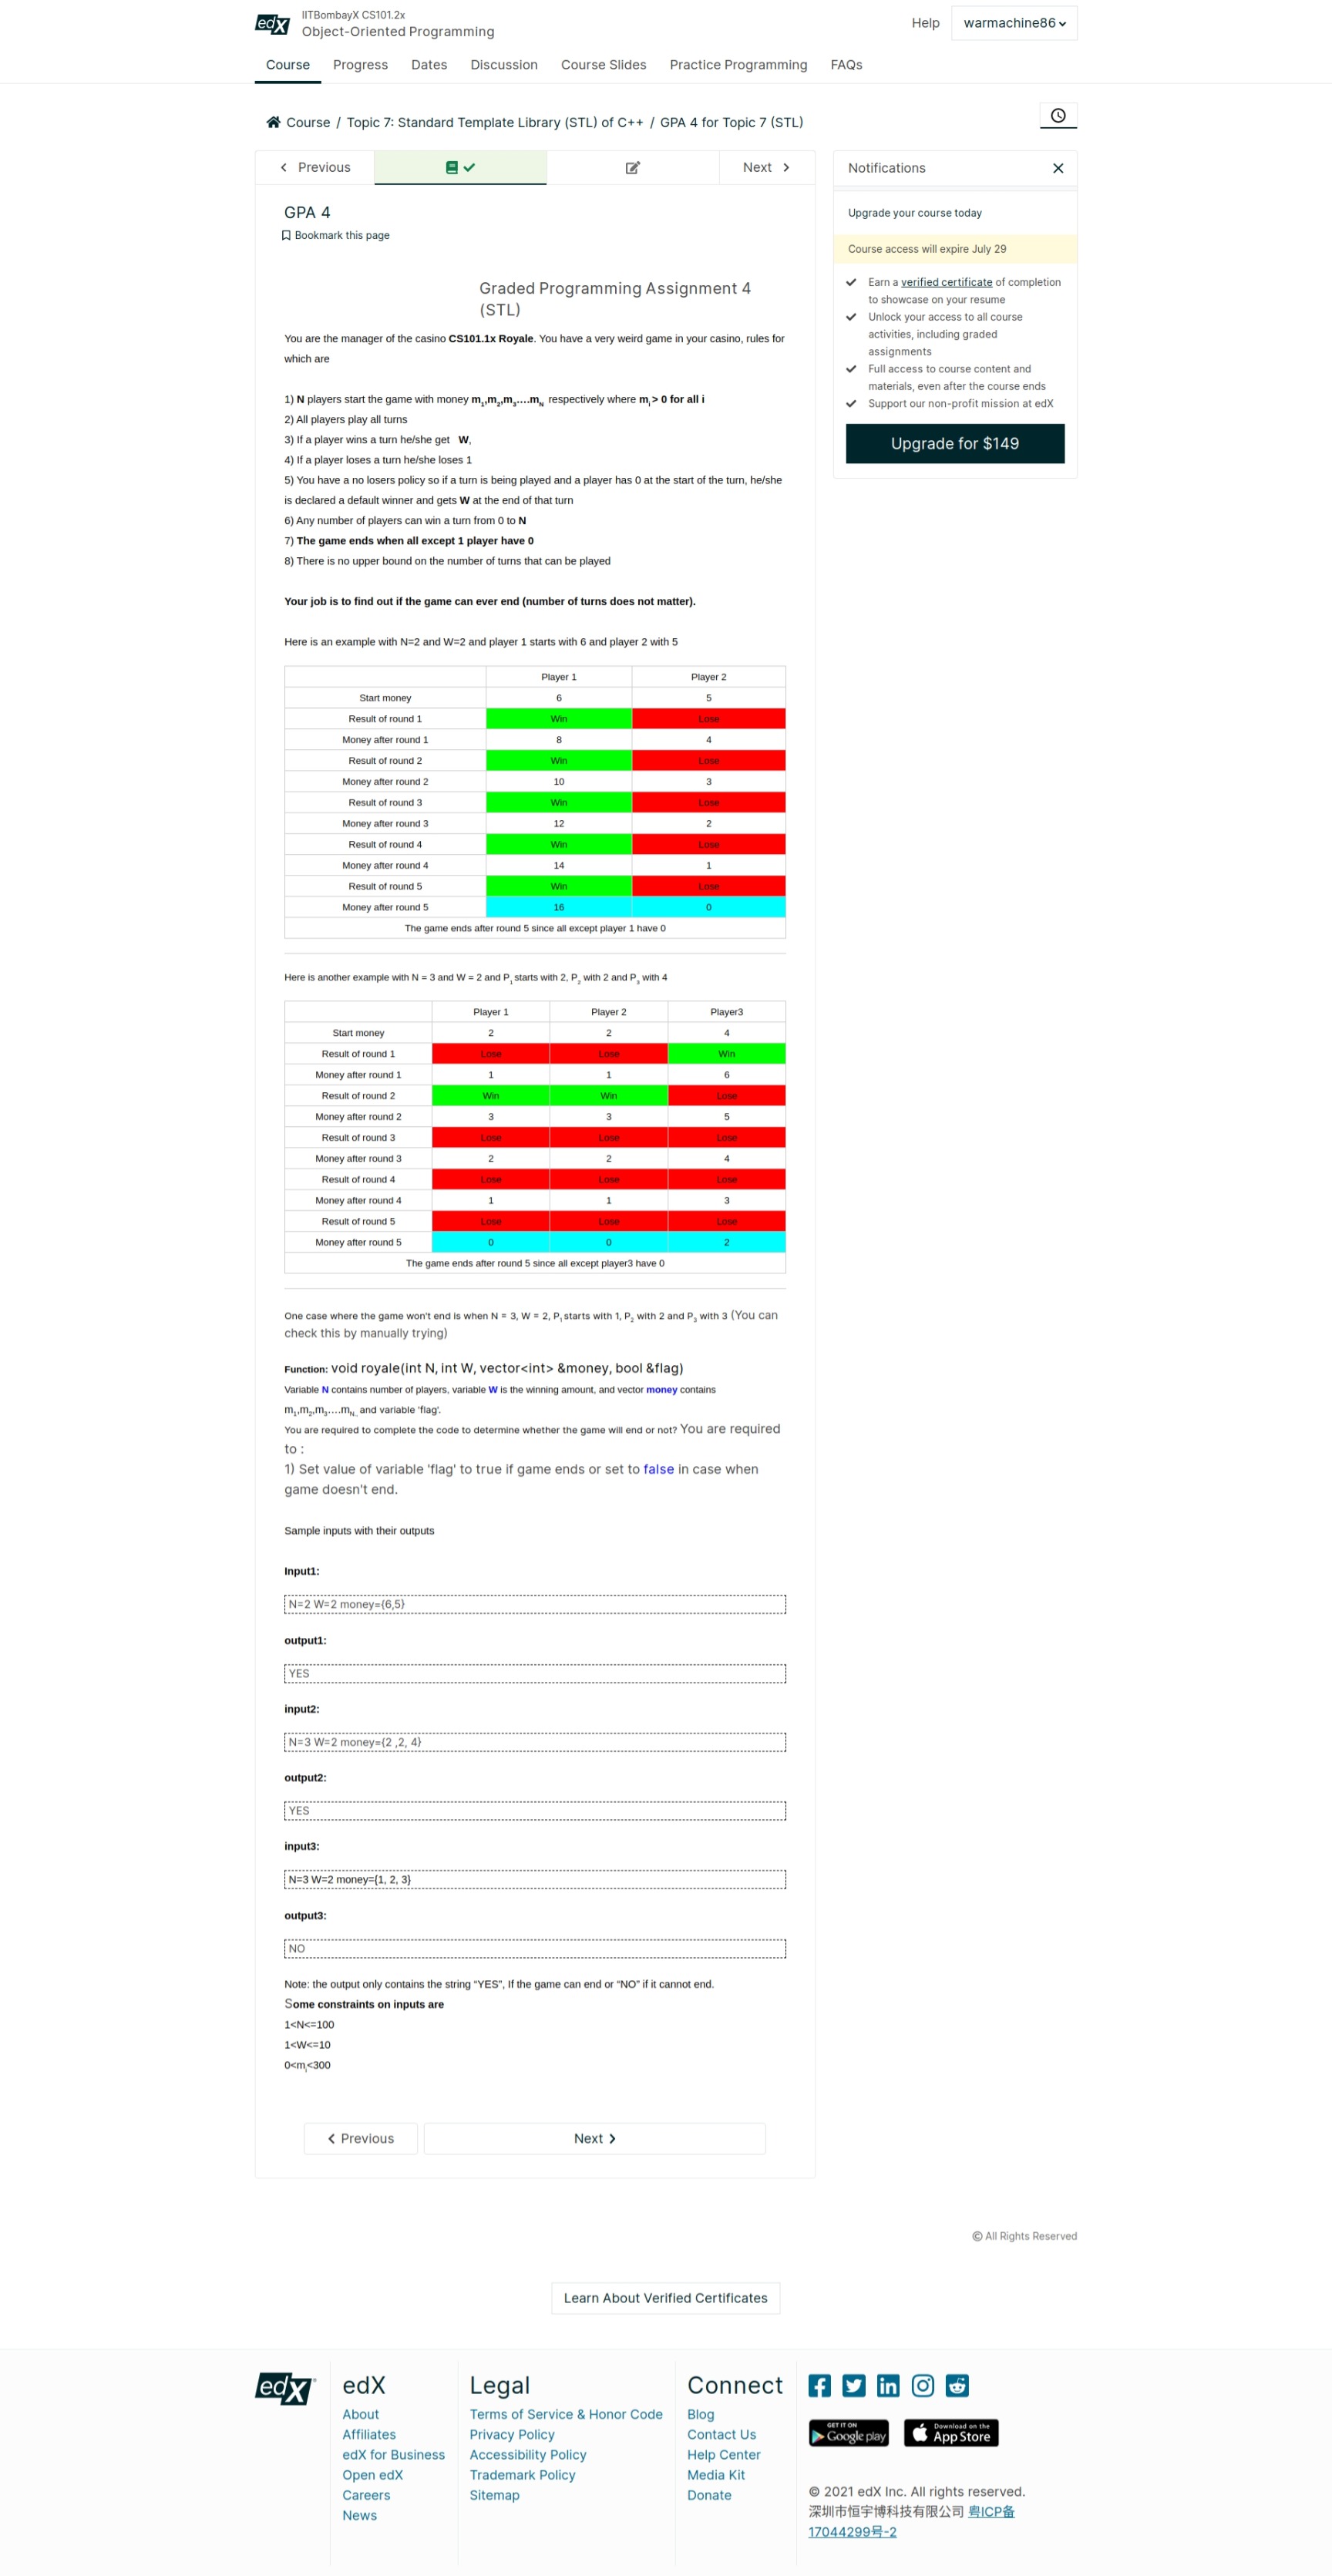 edX
IITBombayX CS101.2x
Object-Oriented Programming
Help
warmachine86
Course Progress Dates Discussion Course Slides Practice Programming FAQs
Course / Topic 7: Standard Template Library (STL) of C++ / GPA 4 for Topic 7 (STL)
Previous
Next
GPA 4
Bookmark this page
Graded Programming Assignment 4
(STL)
You are the manager of the casino CS101.1x Royale. You have a very weird game in your casino, rules for
which are
1) N players start the game with money m1,m2,m3....mN respectively where mi > 0 for all i
2) All players play all turns
3) If a player wins a turn he/she get W,
4) If a player loses a turn he/she loses 1
5) You have a no losers policy so if a turn is being played and a player has 0 at the start of the turn, he/she
is declared a default winner and gets W at the end of that turn
6) Any number of players can win a turn from 0 to N
7) The game ends when all except 1 player have 0
8) There is no upper bound on the number of turns that can be played
Your job is to find out if the game can ever end (number of turns does not matter).
Here is an example with N=2 and W=2 and player 1 starts with 6 and player 2 with 5
Player 1 Player 2
Start money 6 5
Result of round 1 Win Lose
Money after round 1 8 4
Result of round 2 Win Lose
Money after round 2 10 3
Result of round 3 Win Lose
Money after round 3 12 2
Result of round 4 Win Lose
Money after round 4 14 1
Result of round 5 Win Lose
Money after round 5 16 0
The game ends after round 5 since all except player 1 have 0
Here is another example with N = 3 and W = 2 and P1 starts with 2, P2 with 2 and P3 with 4
Player 1 Player 2 Player3
Start money 2 2 4
Result of round 1 Lose Lose Win
Money after round 1 1 1 6
Result of round 2 Win Win Lose
Money after round 2 3 3 5
Result of round 3 Lose Lose Lose
Money after round 3 2 2 4
Result of round 4 Lose Lose Lose
Money after round 4 1 1 3
Result of round 5 Lose Lose Lose
Money after round 5 0 0 2
The game ends after round 5 since all except player3 have 0
One case where the game won't end is when N = 3, W = 2, P1 starts with 1, P2 with 2 and P3 with 3 (You can
check this by manually trying)
Function: void royale(int N, int W, vector<int> &money, bool &flag)
Variable N contains number of players, variable W is the winning amount, and vector money contains
m1,m2,m3....mN, and variable 'flag'.
You are required to complete the code to determine whether the game will end or not? You are required
to :
1) Set value of variable 'flag' to true if game ends or set to false in case when
game doesn't end.
Sample inputs with their outputs
Input1:
N=2 W=2 money={6,5}
output1:
YES
input2:
N=3 W=2 money={2 ,2, 4}
output2:
YES
input3:
N=3 W=2 money={1, 2, 3}
output3:
NO
Note: the output only contains the string “YES”, If the game can end or “NO” if it cannot end.
Some constraints on inputs are
1<N<=100
1<W<=10
0<mi<300
Previous
Next
Notifications
Upgrade your course today
Course access will expire July 29
Earn a verified certificate of completion
to showcase on your resume
Unlock your access to all course
activities, including graded
assignments
Full access to course content and
materials, even after the course ends
Support our non-profit mission at edX
Upgrade for $149
© All Rights Reserved
Learn About Verified Certificates
edX
edX
About
Affiliates
edX for Business
Open edX
Careers
News
Legal
Terms of Service & Honor Code
Privacy Policy
Accessibility Policy
Trademark Policy
Sitemap
Connect
Blog
Contact Us
Help Center
Media Kit
Donate
GET IT ON
Google play
Download on the
App Store
© 2021 edX Inc. All rights reserved.
深圳市恒宇博科技有限公司 粤ICP备
17044299号-2